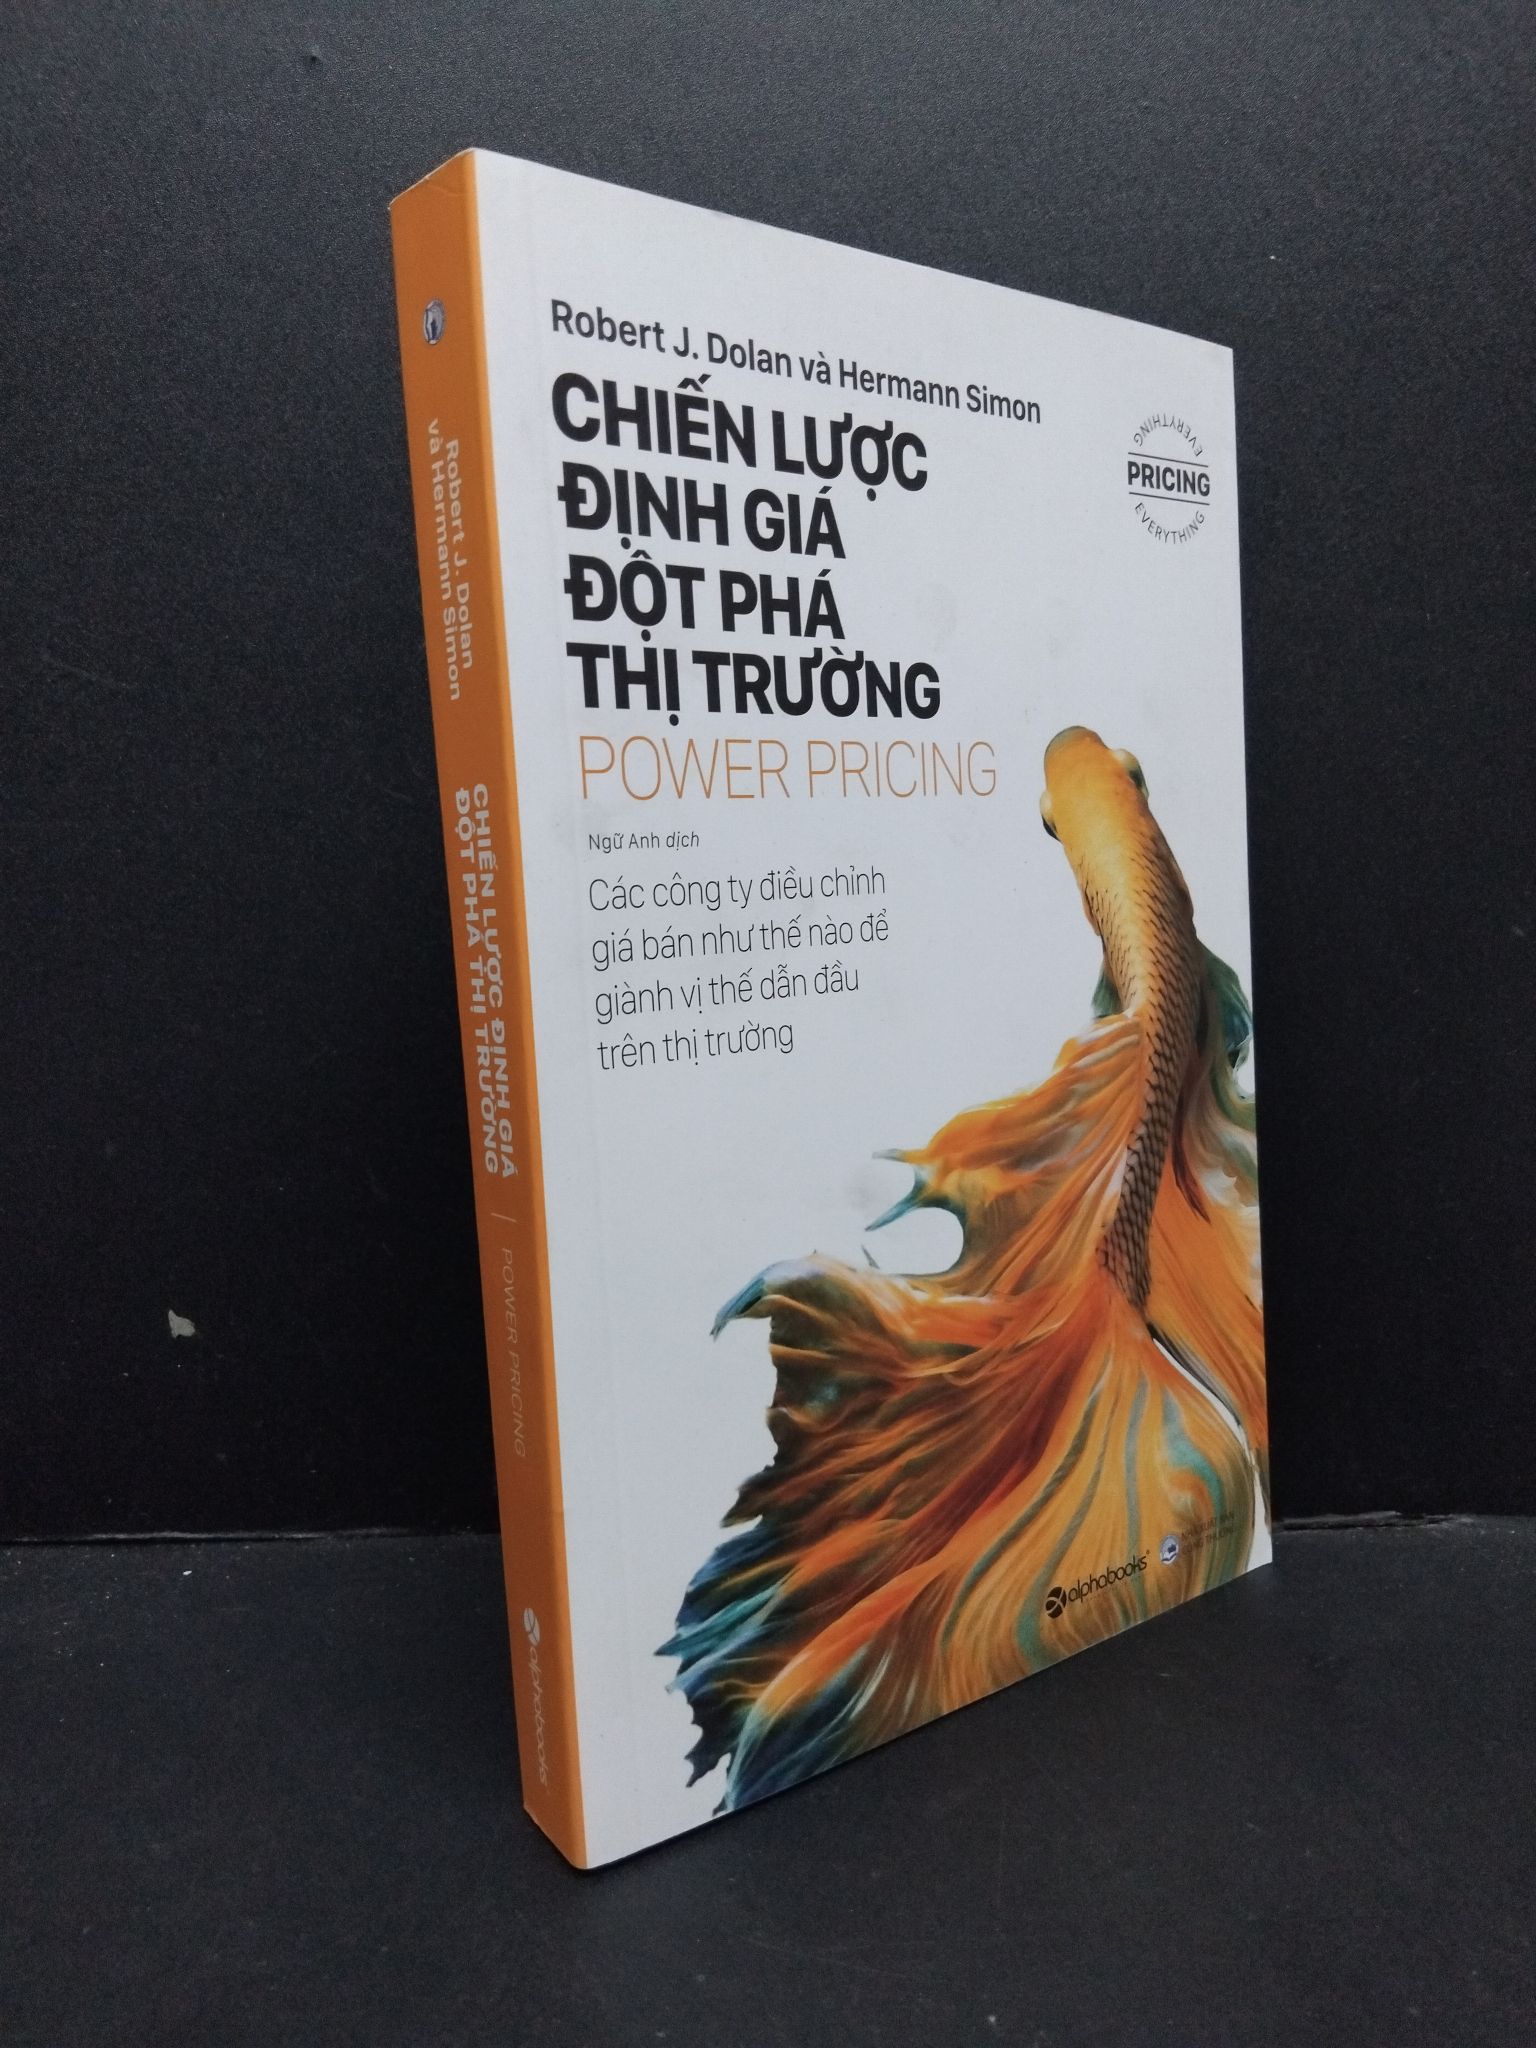 Robert J. Dolan và Hermann Simon
CHIẾN LƯỢC
ĐỊNH GIÁ
ĐỘT PHÁ
THỊ TRƯỜNG
POWER PRICING
Ngữ Anh dịch
Các công ty điều chỉnh
giá bán như thế nào để
giành vị thế dẫn đầu
trên thị trường
EVERYTHING
PRICING
EVERYTHING
alphabooks®
NHÀ XUẤT BẢN
Robert J. Dolan
và Hermann Simon
CHIẾN LƯỢC ĐỊNH GIÁ
ĐỘT PHÁ THỊ TRƯỜNG
| POWER PRICING
alphabooks